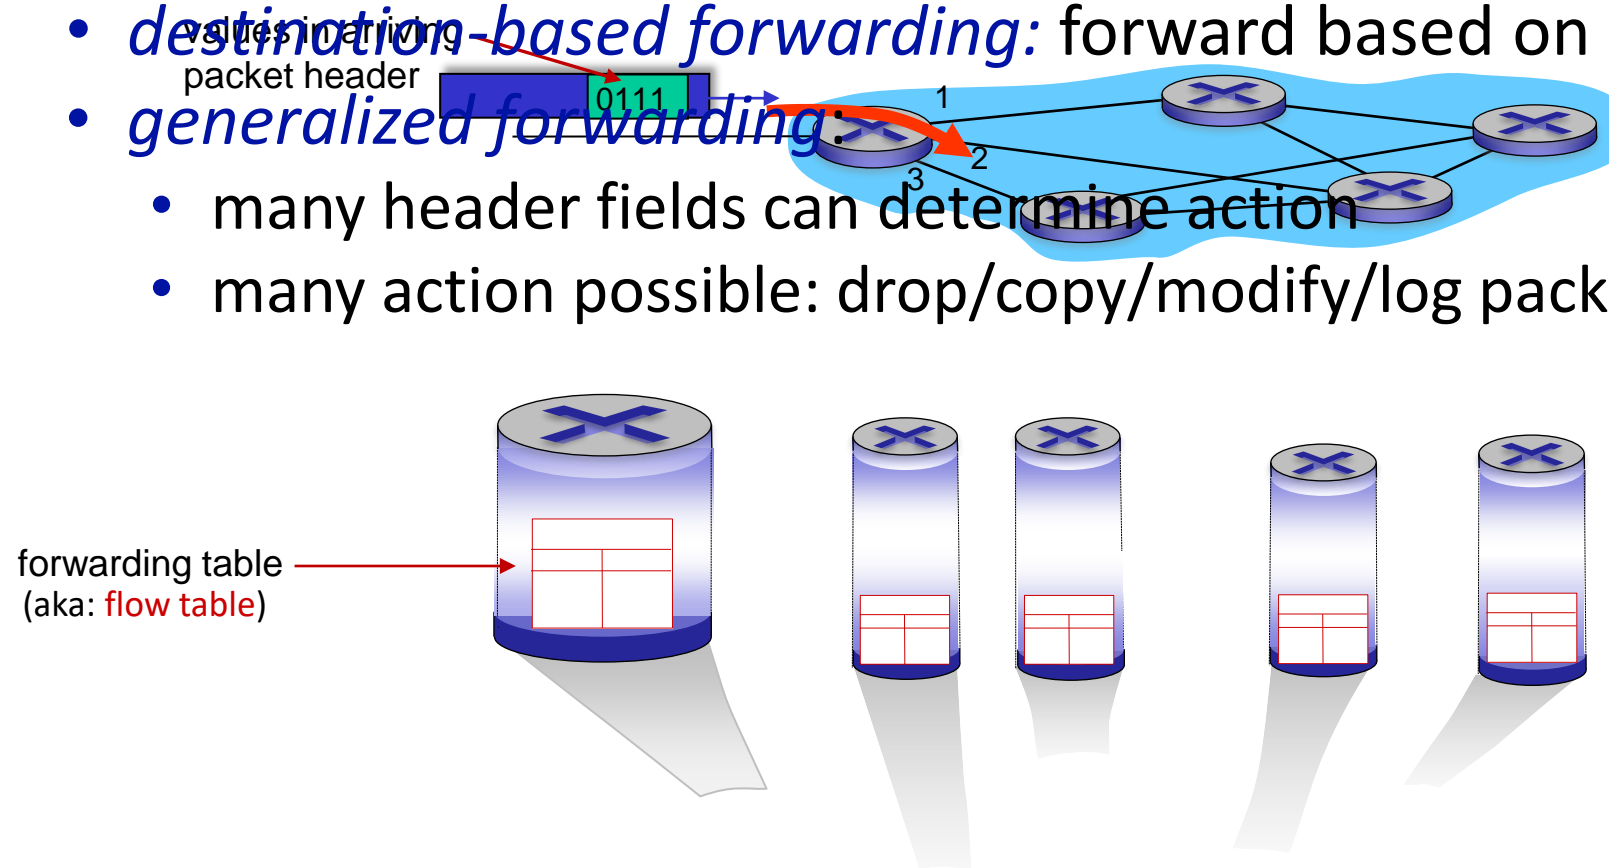 • destination-based forwarding: forward based on
values in arriving
packet header
0111
• generalized forwarding:
1
2
3
• many header fields can determine action
• many action possible: drop/copy/modify/log pack
forwarding table
(aka: flow table)